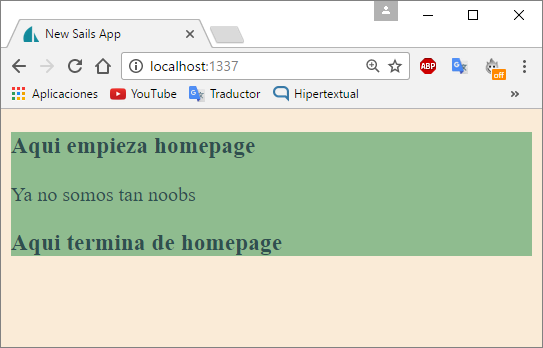 New Sails App
localhost:1337
ABP
off
Aplicaciones YouTube Traductor Hipertextual »
Aqui empieza homepage
Ya no somos tan noobs
Aqui termina de homepage